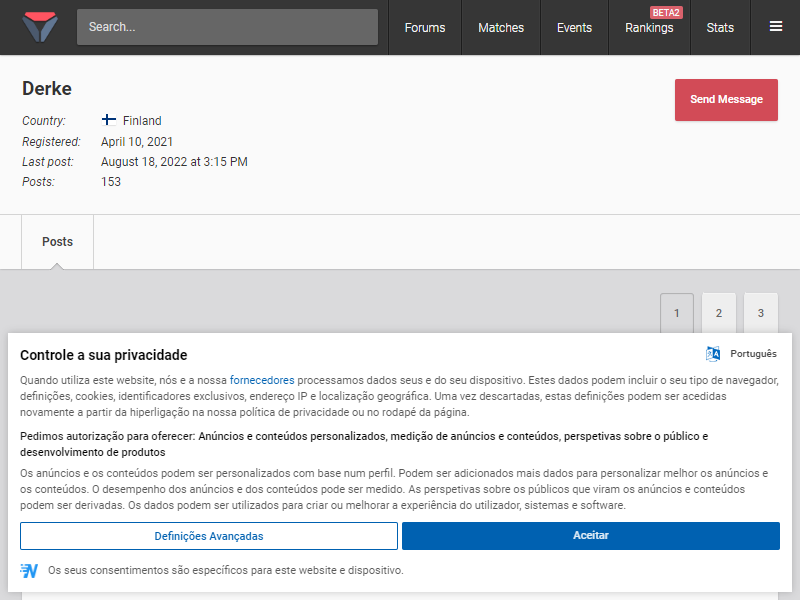 Search...
Forums
Matches
Events
BETA2
Rankings
Stats
Derke
Send Message
Country: Finland
Registered: April 10, 2021
Last post: August 18, 2022 at 3:15 PM
Posts: 153
Posts
1 2 3
Controle a sua privacidade
Português
Quando utiliza este website, nós e a nossa fornecedores processamos dados seus e do seu dispositivo. Estes dados podem incluir o seu tipo de navegador,
definições, cookies, identificadores exclusivos, endereço IP e localização geográfica. Uma vez descartadas, estas definições podem ser acedidas
novamente a partir da hiperligação na nossa política de privacidade ou no rodapé da página.
Pedimos autorização para oferecer: Anúncios e conteúdos personalizados, medição de anúncios e conteúdos, perspetivas sobre o público e
desenvolvimento de produtos
Os anúncios e os conteúdos podem ser personalizados com base num perfil. Podem ser adicionados mais dados para personalizar melhor os anúncios e
os conteúdos. O desempenho dos anúncios e dos conteúdos pode ser medido. As perspetivas sobre os públicos que viram os anúncios e conteúdos
podem ser derivadas. Os dados podem ser utilizados para criar ou melhorar a experiência do utilizador, sistemas e software.
Definições Avançadas
Aceitar
Os seus consentimentos são específicos para este website e dispositivo.